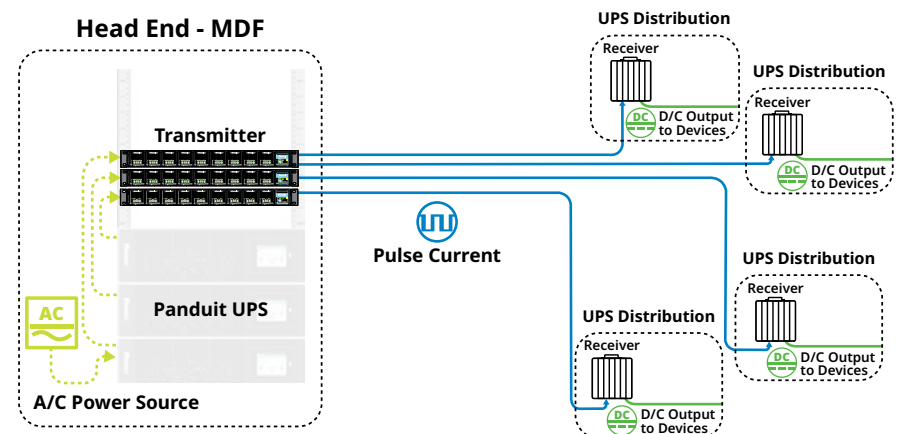 Head End - MDF
Transmitter
Panduit UPS
AC
A/C Power Source
Pulse Current
UPS Distribution
Receiver
DC
D/C Output
to Devices
UPS Distribution
Receiver
DC
D/C Output
to Devices
UPS Distribution
Receiver
DC
D/C Output
to Devices
UPS Distribution
Receiver
DC
D/C Output
to Devices